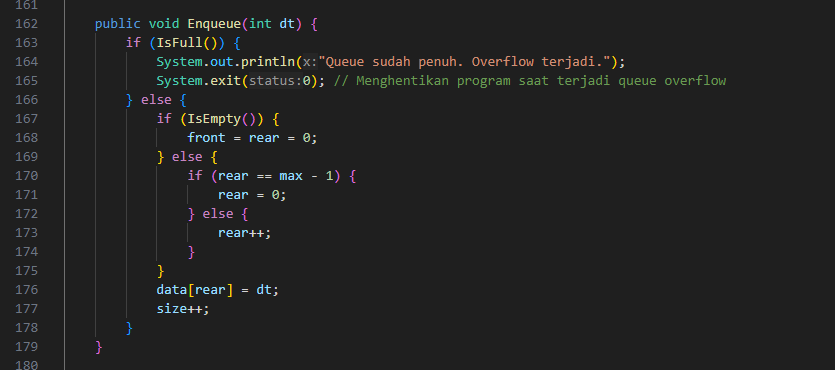 161
162 public void Enqueue(int dt) {
163 if (IsFull()) {
164 System.out.println(x:"Queue sudah penuh. Overflow terjadi.");
165 System.exit(status:0); // Menghentikan program saat terjadi queue overflow
166 } else {
167 if (IsEmpty()) {
168 front = rear = 0;
169 } else {
170 if (rear == max - 1) {
171 rear = 0;
172 } else {
173 rear++;
174 }
175 }
176 data[rear] = dt;
177 size++;
178 }
179 }
180